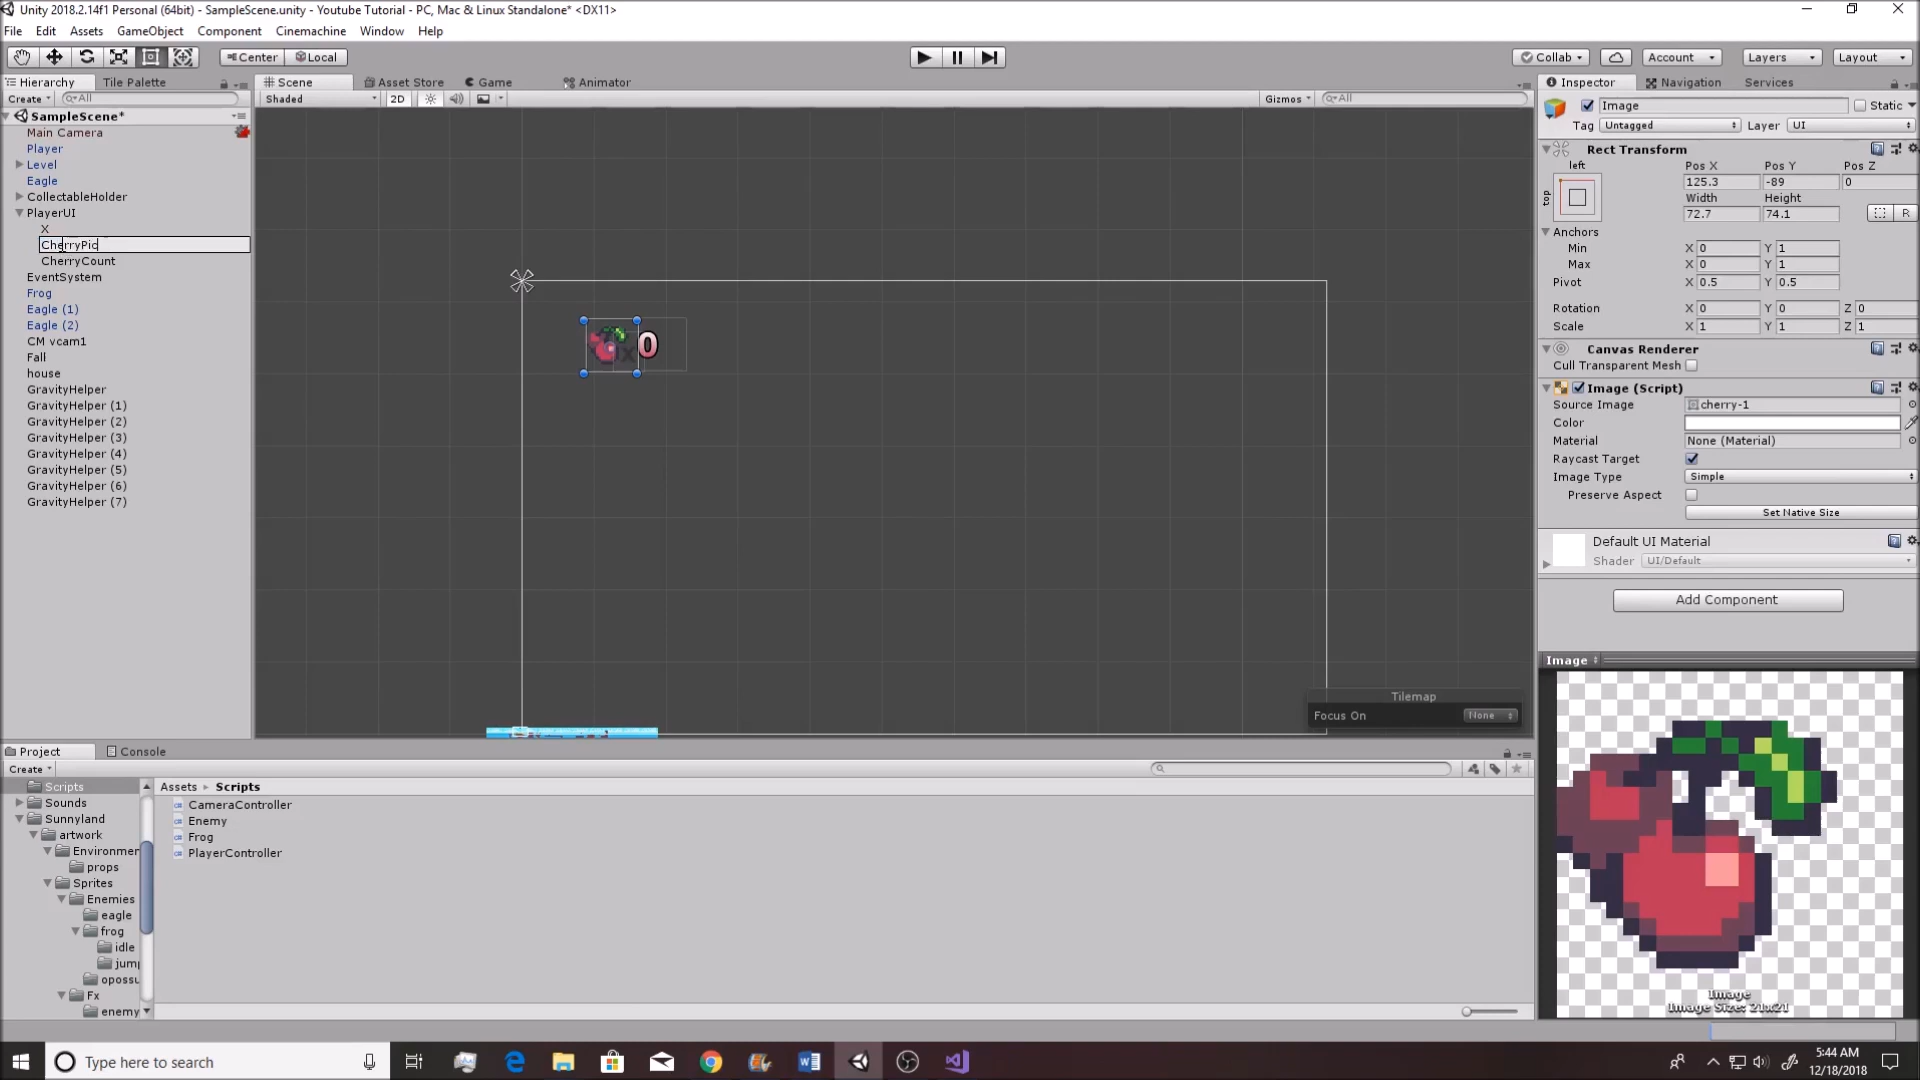 Unity 2018.2.14f1 Personal (64bit) - SampleScene.unity - Youtube Tutorial - PC, Mac & Linux Standalone* <DX11>
File Edit Assets GameObject Component Cinemachine Window Help
Center Local Collab Account Layers Layout
Hierarchy Tile Palette Scene Asset Store Game Animator Inspector Navigation Services
Create All Shaded 2D Gizmos All
SampleScene*
Main Camera
Player
Level
Eagle
CollectableHolder
PlayerUI
X
CherryPic
CherryCount
EventSystem
Frog
Eagle (1)
Eagle (2)
CM vcam1
Fall
house
GravityHelper
GravityHelper (1)
GravityHelper (2)
GravityHelper (3)
GravityHelper (4)
GravityHelper (5)
GravityHelper (6)
GravityHelper (7)
x 0
Tilemap
Focus On None
Image Static
Tag Untagged Layer UI
Rect Transform
left Pos X Pos Y Pos Z
top 125.3 -89 0
Width Height
72.7 74.1 R
Anchors
Min X 0 Y 1
Max X 0 Y 1
Pivot X 0.5 Y 0.5
Rotation X 0 Y 0 Z 0
Scale X 1 Y 1 Z 1
Canvas Renderer
Cull Transparent Mesh
Image (Script)
Source Image cherry-1
Color
Material None (Material)
Raycast Target
Image Type Simple
Preserve Aspect
Set Native Size
Default UI Material
Shader UI/Default
Add Component
Image
Image
Image Size: 21x21
Project Console
Create
Scripts
Sounds
Sunnyland
artwork
Environmen
props
Sprites
Enemies
eagle
frog
idle
jump
opossu
Fx
enemy
Assets Scripts
CameraController
Enemy
Frog
PlayerController
Type here to search
5:44 AM
12/18/2018